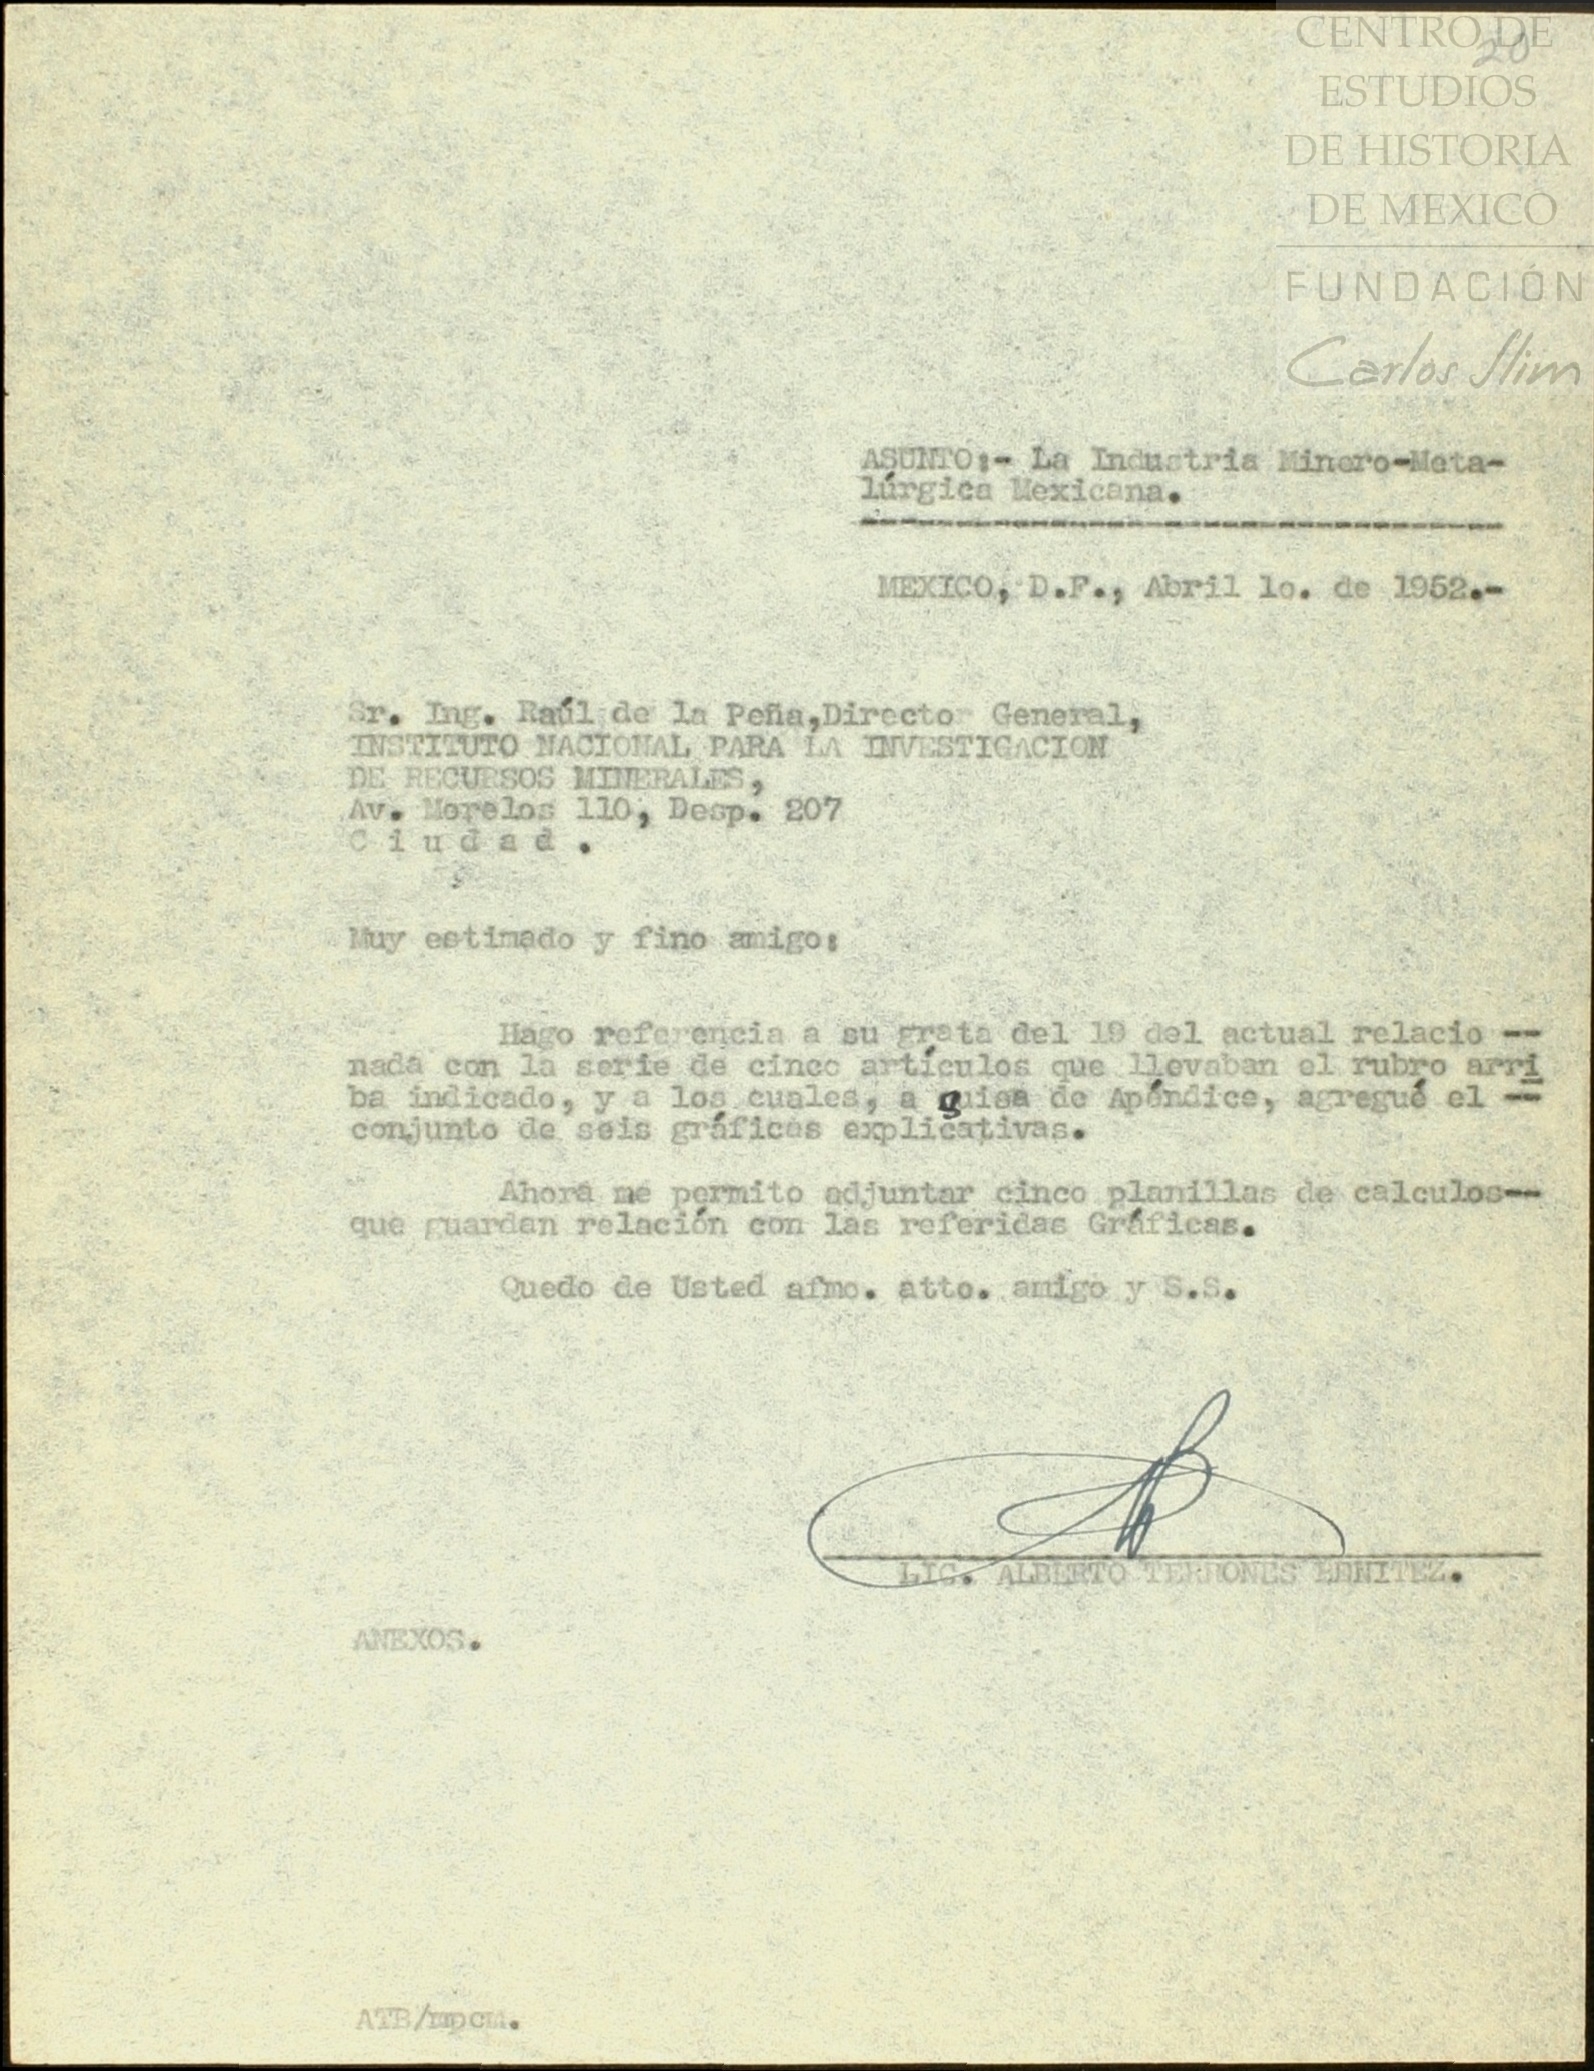 CENTRO DE
20
ESTUDIOS
DE HISTORIA
DE MEXICO
FUNDACIÓN
Carlos Slim
ASUNTO:- La Industria Minero-Meta-
lúrgica Mexicana.
MEXICO, D.F., Abril 1o. de 1952.-
Sr. Ing. Raúl de la Peña,Director General,
INSTITUTO NACIONAL PARA LA INVESTIGACION
DE RECURSOS MINERALES,
Av. Morelos 110, Desp. 207
C i u d a d .
Muy estimado y fino amigo:
Hago referencia a su grata del 19 del actual relacio --
nada con la serie de cinco artículos que llevaban el rubro arri
ba indicado, y a los cuales, a guisa de Apéndice, agregué el --
conjunto de seis gráficas explicativas.
Ahora me permito adjuntar cinco planillas de calculos--
que guardan relación con las referidas Gráficas.
Quedo de Usted afmo. atto. amigo y S.S.
LIC. ALBERTO TERRONES BENITEZ.
ANEXOS.
ATB/mpcm.